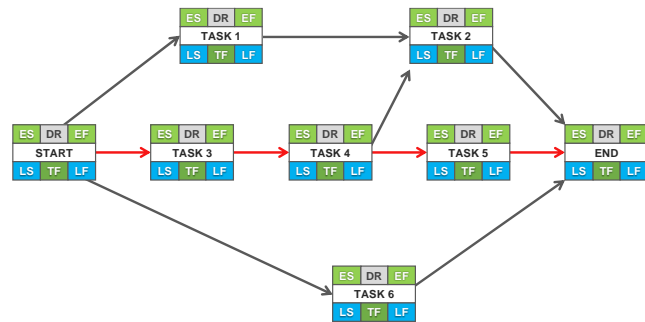 ES DR EF
TASK 1
LS TF LF
ES DR EF
TASK 2
LS TF LF
ES DR EF
START
LS TF LF
ES DR EF
TASK 3
LS TF LF
ES DR EF
TASK 4
LS TF LF
ES DR EF
TASK 5
LS TF LF
ES DR EF
END
LS TF LF
ES DR EF
TASK 6
LS TF LF